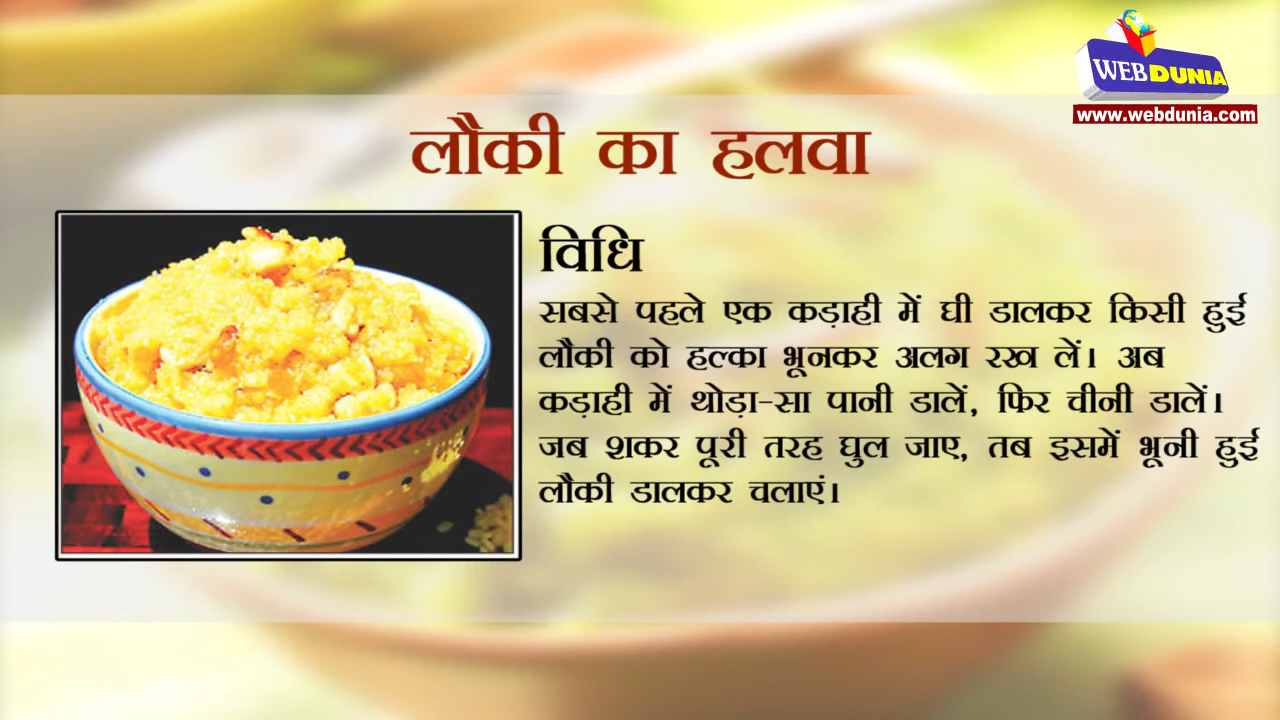 WEBDUNIA
www.webdunia.com
लौकी का हलवा
विधि
सबसे पहले एक कड़ाही में घी डालकर किसी हुई
लौकी को हल्का भूनकर अलग रख लें। अब
कड़ाही में थोड़ा-सा पानी डालें, फिर चीनी डालें।
जब शकर पूरी तरह घुल जाए, तब इसमें भूनी हुई
लौकी डालकर चलाएं।